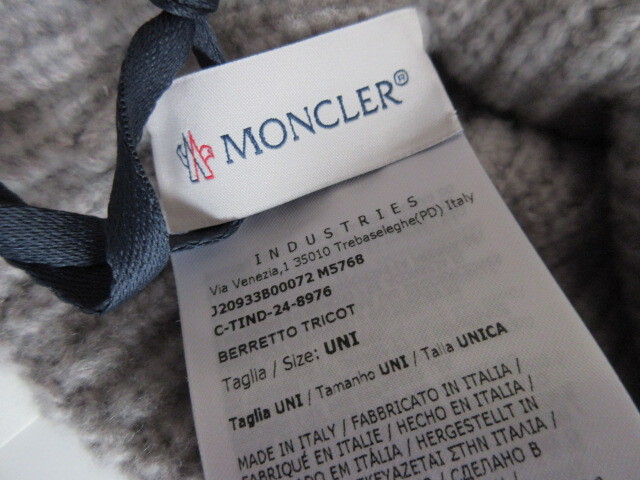 MONCLER®
INDUSTRIES
Via Venezia,1 35010 Trebaseleghe(PD) Italy
J20933B00072 M5768
C-TIND-24-8976
BERRETTO TRICOT
Taglia / Size: UNI
Taglia UNI / Tamanho UNI / Talla UNICA
MADE IN ITALY / FABBRICATO IN ITALIA /
FABRIQUÉ EN ITALIE / HECHO EN ITALIA /
EM ITÁLIA / HERGESTELLT IN
ΣΤΗΝ ΙΤΑΛΙΑ /
СДЕЛАНО В